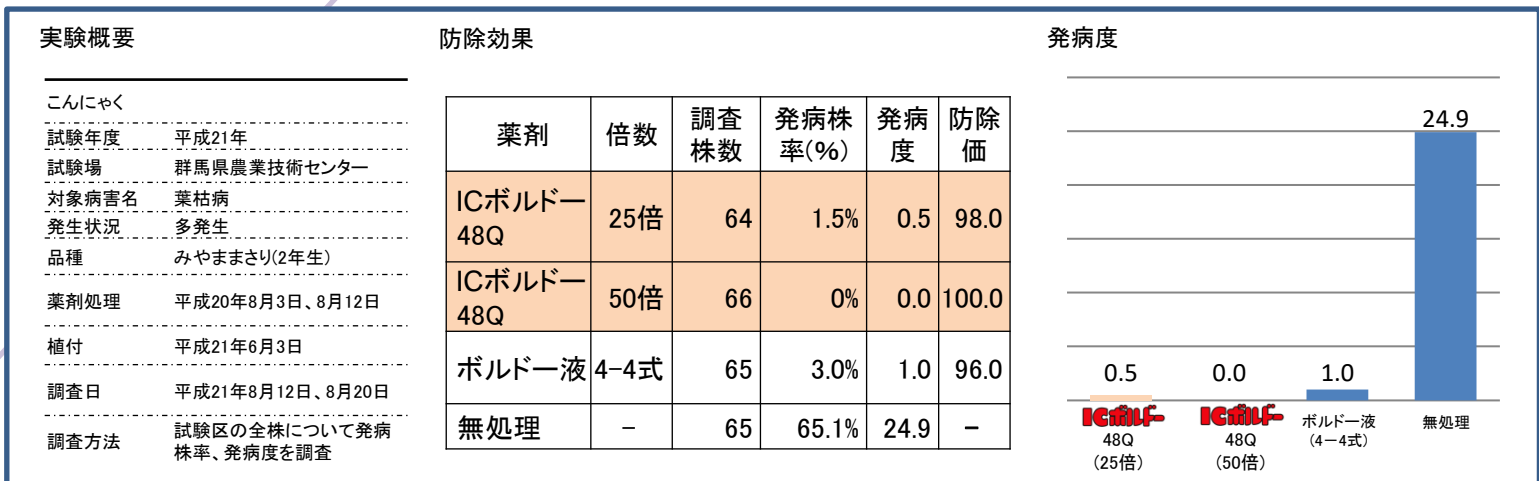 実験概要
こんにゃく
試験年度 平成21年
試験場 群馬県農業技術センター
対象病害名 葉枯病
発生状況 多発生
品種 みやままさり(2年生)
薬剤処理 平成20年8月3日、8月12日
植付 平成21年6月3日
調査日 平成21年8月12日、8月20日
調査方法 試験区の全株について発病
株率、発病度を調査
防除効果
薬剤 倍数 調査
株数 発病株
率(%) 発病
度 防除
価
ICボルドー
48Q 25倍 64 1.5% 0.5 98.0
ICボルドー
48Q 50倍 66 0% 0.0 100.0
ボルドー液 4-4式 65 3.0% 1.0 96.0
無処理 － 65 65.1% 24.9 －
発病度
24.9
0.5 0.0 1.0
ICボルドー
48Q
(25倍)
ICボルドー
48Q
(50倍)
ボルドー液
(4－4式)
無処理